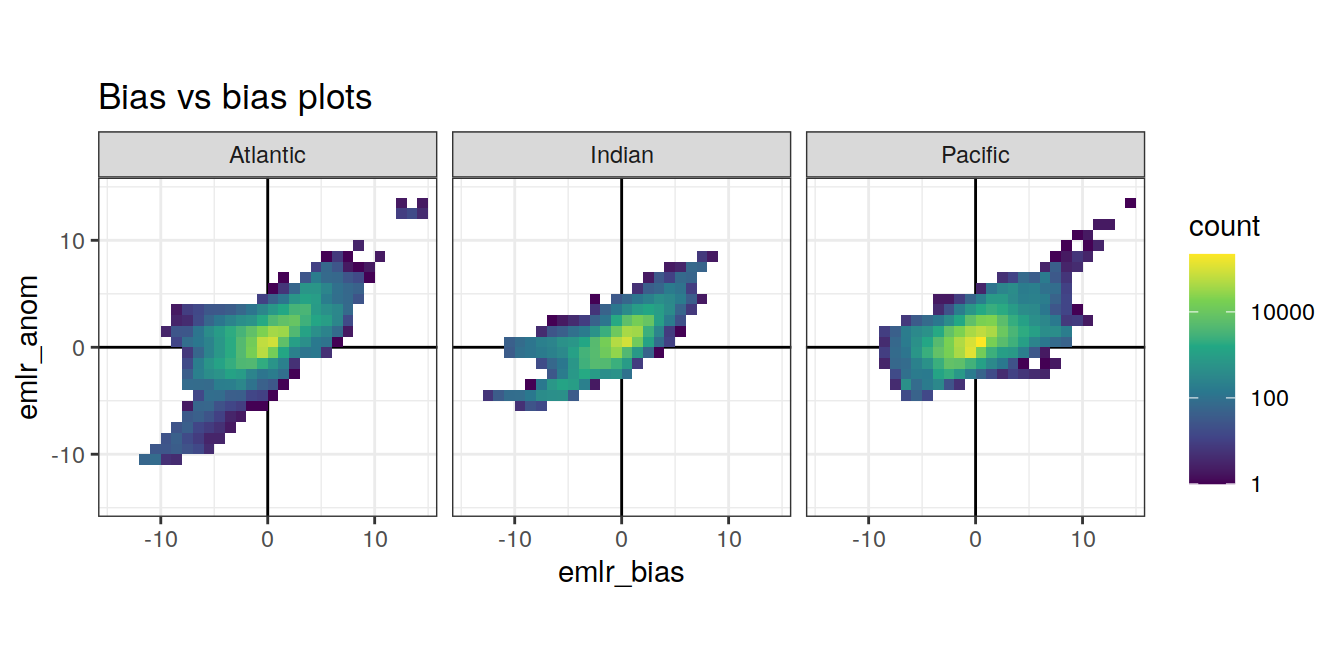 Bias vs bias plots
Atlantic Indian Pacific
count
10
0
-10
emlr_anom
10000
100
1
-10 0 10 -10 0 10 -10 0 10
emlr_bias